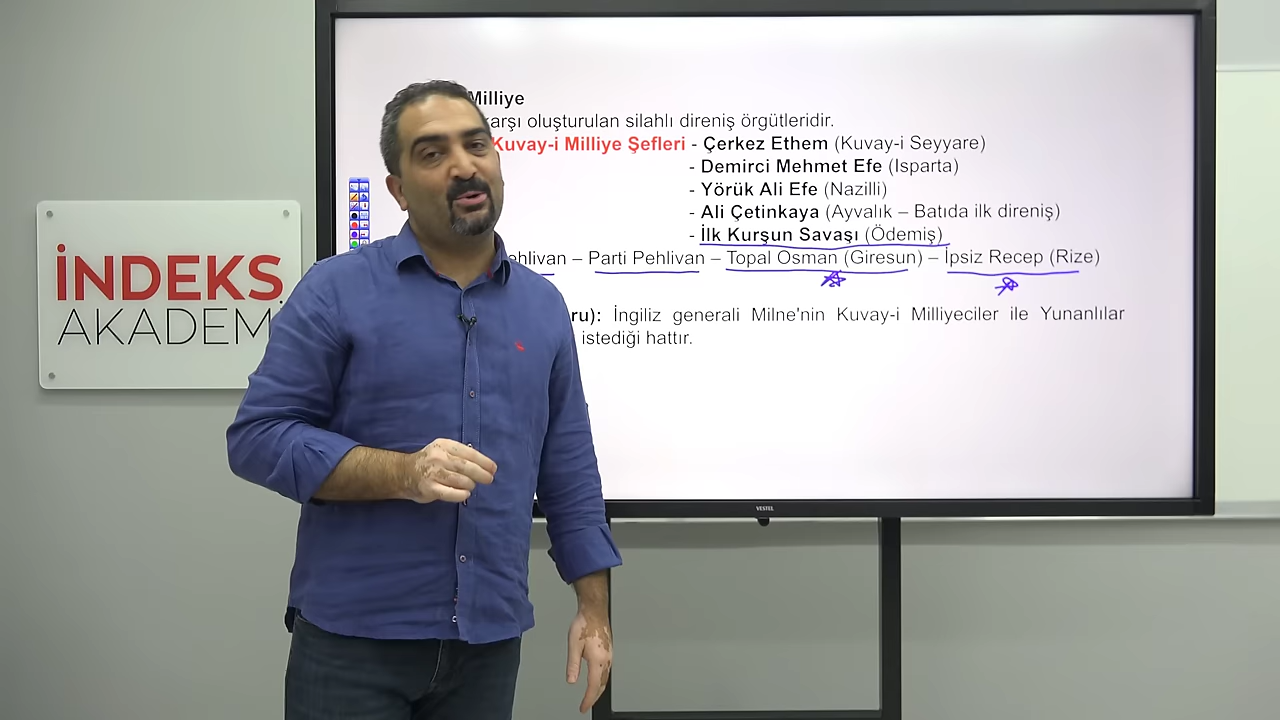 İNDEKS
AKADEMİ
Milliye
karşı oluşturulan silahlı direniş örgütleridir.
Kuvay-i Milliye Şefleri - Çerkez Ethem (Kuvay-i Seyyare)
- Demirci Mehmet Efe (Isparta)
- Yörük Ali Efe (Nazilli)
- Ali Çetinkaya (Ayvalık – Batıda ilk direniş)
- İlk Kurşun Savaşı (Ödemiş)
ehlivan – Parti Pehlivan – Topal Osman (Giresun) – İpsiz Recep (Rize)
ru): İngiliz generali Milne'nin Kuvay-i Milliyeciler ile Yunanlılar
istediği hattır.
VESTEL